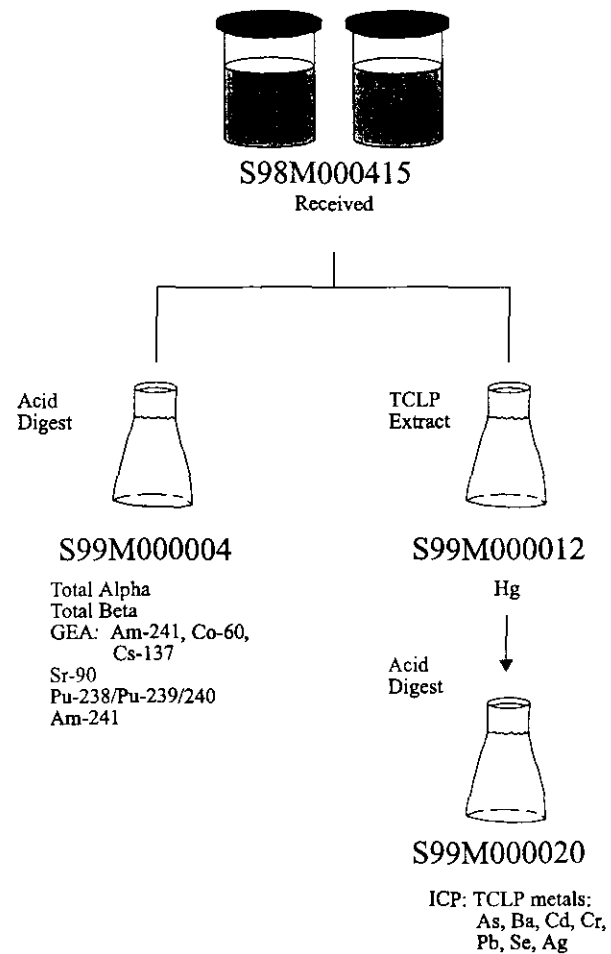 S98M000415
Received
Acid
Digest
S99M000004
Total Alpha
Total Beta
GEA: Am-241, Co-60,
Cs-137
Sr-90
Pu-238/Pu-239/240
Am-241
TCLP
Extract
S99M000012
Hg
Acid
Digest
S99M000020
ICP: TCLP metals:
As, Ba, Cd, Cr,
Pb, Se, Ag